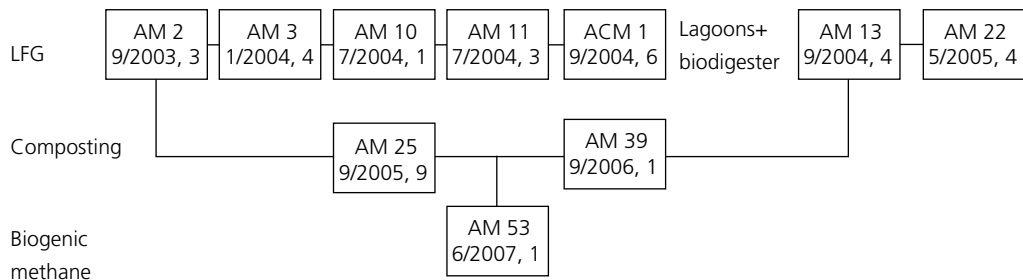 LFG
AM 2
9/2003, 3
AM 3
1/2004, 4
AM 10
7/2004, 1
AM 11
7/2004, 3
ACM 1
9/2004, 6
Lagoons+
biodigester
AM 13
9/2004, 4
AM 22
5/2005, 4
Composting
AM 25
9/2005, 9
AM 39
9/2006, 1
Biogenic
methane
AM 53
6/2007, 1